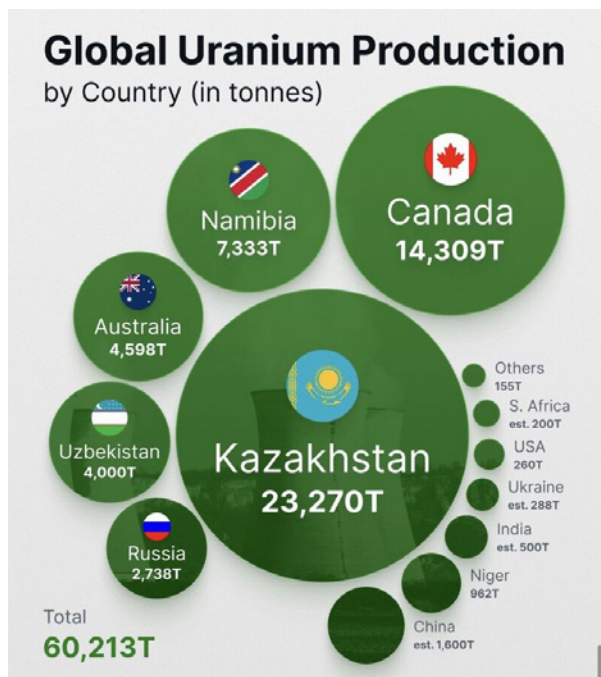 Global Uranium Production
by Country (in tonnes)
Canada
14,309T
Namibia
7,333T
Australia
4,598T
Uzbekistan
4,000T
Kazakhstan
23,270T
Russia
2,738T
Others
155T
S. Africa
est. 200T
USA
260T
Ukraine
est. 288T
India
est. 500T
Niger
962T
China
est. 1,600T
Total
60,213T